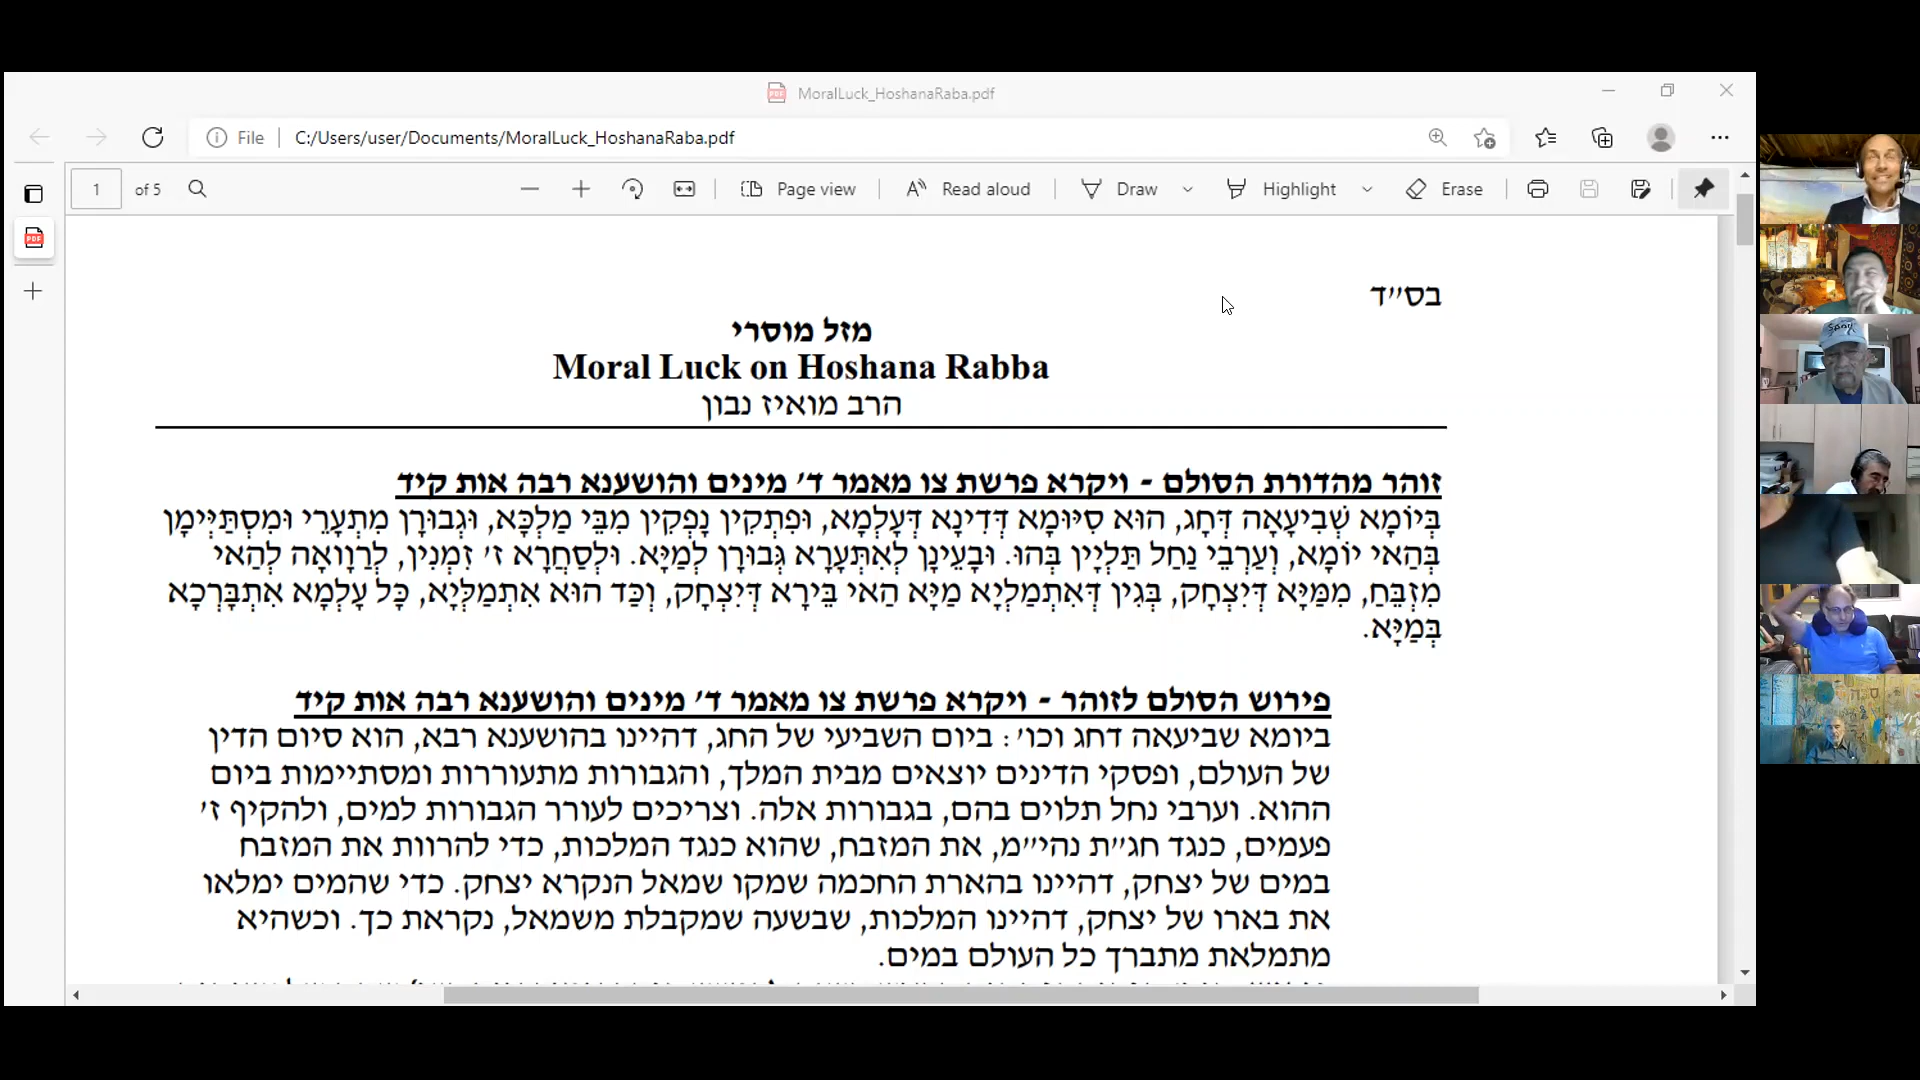 MoralLuck_HoshanaRaba.pdf
File C:/Users/user/Documents/MoralLuck_HoshanaRaba.pdf
1 of 5 Page view Read aloud Draw Highlight Erase
בס״ד
מזל מוסרי
Moral Luck on Hoshana Rabba
הרב מואיז נבון
זוהר מהדורת הסולם - ויקרא פרשת צו מאמר ד׳ מינים והושענא רבה אות קיד
בְּיוֹמָא שְׁבִיעָאָה דְּחָג, הוּא סִיּוּמָא דְּדִינָא דְּעָלְמָא, וּפִתְקִין נָפְקִין מִבֵּי מַלְכָּא, וּגְבוּרָן מִתְעָרֵי וּמִסְתַּיְּימָן
בְּהַאי יוֹמָא, וְעַרְבֵי נַחַל תַּלְיָין בְּהוּ. וּבָעֵינָן לְאִתְּעָרָא גְּבוּרָן לְמַיָּא. וּלְסַחֲרָא ז׳ זִמְנִין, לְרַוָואָה לְהַאי
מִזְבֵּחַ, מִמַּיָּא דְּיִצְחָק, בְּגִין דְּאִתְמַלְיָא מַיָּא הַאי בֵּירָא דְּיִצְחָק, וְכַד הוּא אִתְמַלְיָא, כָּל עָלְמָא אִתְבָּרְכָא
בְּמַיָּא.
פירוש הסולם לזוהר - ויקרא פרשת צו מאמר ד׳ מינים והושענא רבה אות קיד
ביומא שביעאה דחג וכו׳: ביום השביעי של החג, דהיינו בהושענא רבא, הוא סיום הדין
של העולם, ופסקי הדינים יוצאים מבית המלך, והגבורות מתעוררות ומסתיימות ביום
ההוא. וערבי נחל תלוים בהם, בגבורות אלה. וצריכים לעורר הגבורות למים, ולהקיף ז׳
פעמים, כנגד חג״ת נהי״מ, את המזבח, שהוא כנגד המלכות, כדי להרוות את המזבח
במים של יצחק, דהיינו בהארת החכמה שמקו שמאל הנקרא יצחק. כדי שהמים ימלאו
את בארו של יצחק, דהיינו המלכות, שבשעה שמקבלת משמאל, נקראת כך. וכשהיא
מתמלאת מתברך כל העולם במים.